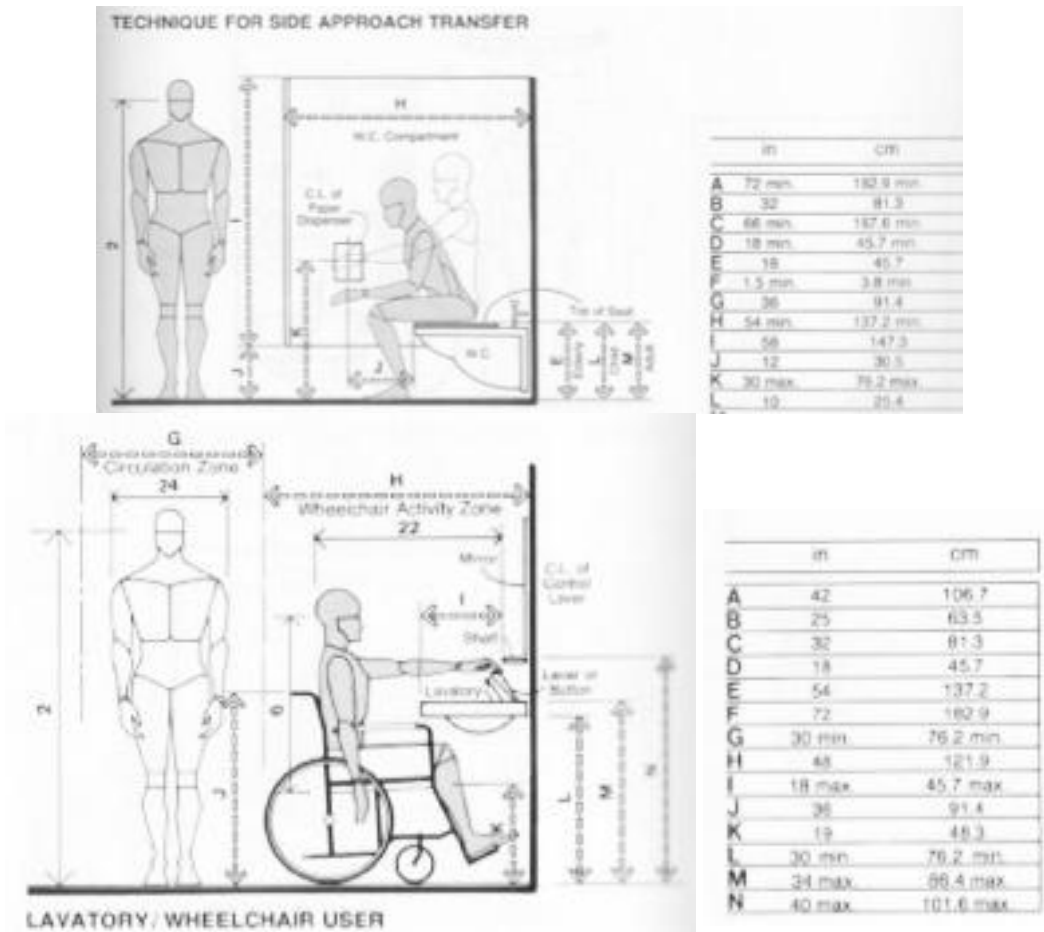 TECHNIQUE FOR SIDE APPROACH TRANSFER
H
W.C. Compartment
C.L. of
Paper
Dispenser
2
I
K
J
J
Top of Seat
W.C.
E
Elderly
L
Child
M
Adult
in cm
A 72 min. 182.9 min.
B 32 81.3
C 66 min. 167.6 min.
D 18 min. 45.7 min.
E 18 45.7
F 1.5 min. 3.8 min.
G 36 91.4
H 54 min. 137.2 min.
I 58 147.3
J 12 30.5
K 30 max. 76.2 max.
L 10 25.4
G
Circulation Zone
24
H
Wheelchair Activity Zone
22
Mirror
C.L. of
Control
Lever
I
Shelf
Lever or
Button
Lavatory
2
6
J
K
L
M
N
LAVATORY/WHEELCHAIR USER
in cm
A 42 106.7
B 25 63.5
C 32 81.3
D 18 45.7
E 54 137.2
F 72 182.9
G 30 min. 76.2 min.
H 48 121.9
I 18 max. 45.7 max.
J 36 91.4
K 19 48.3
L 30 min. 76.2 min.
M 34 max. 86.4 max.
N 40 max. 101.6 max.